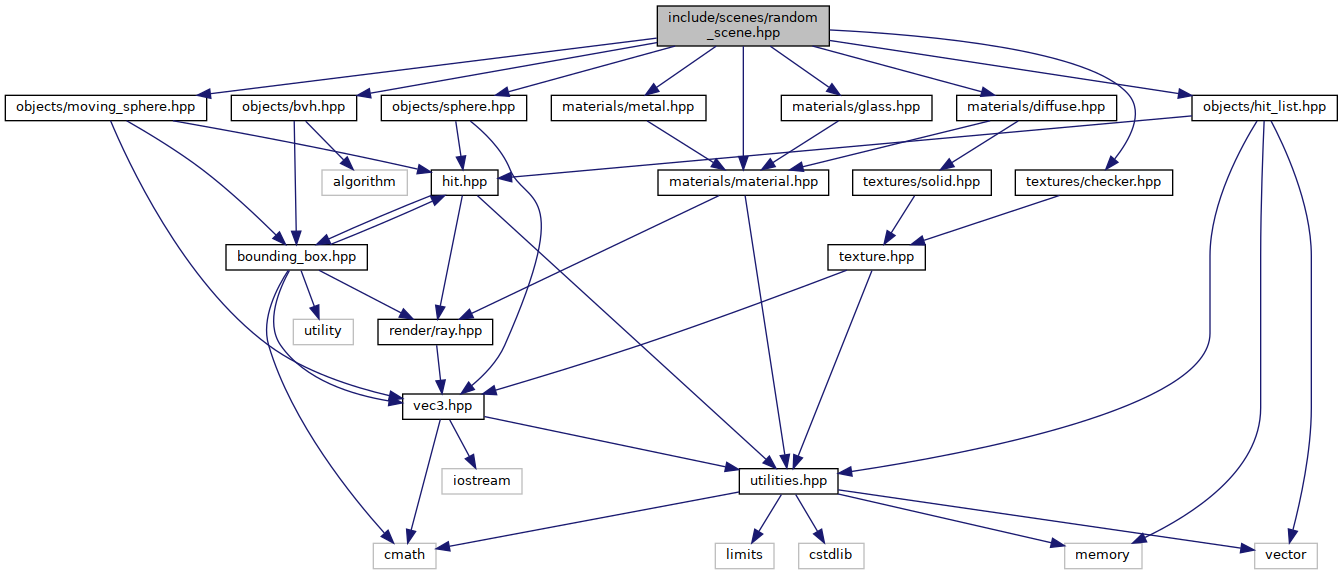 include/scenes/random
_scene.hpp
objects/moving_sphere.hpp
objects/bvh.hpp
objects/sphere.hpp
materials/metal.hpp
materials/glass.hpp
materials/diffuse.hpp
objects/hit_list.hpp
algorithm
hit.hpp
materials/material.hpp
textures/solid.hpp
textures/checker.hpp
bounding_box.hpp
texture.hpp
utility
render/ray.hpp
vec3.hpp
iostream
utilities.hpp
cmath
limits
cstdlib
memory
vector